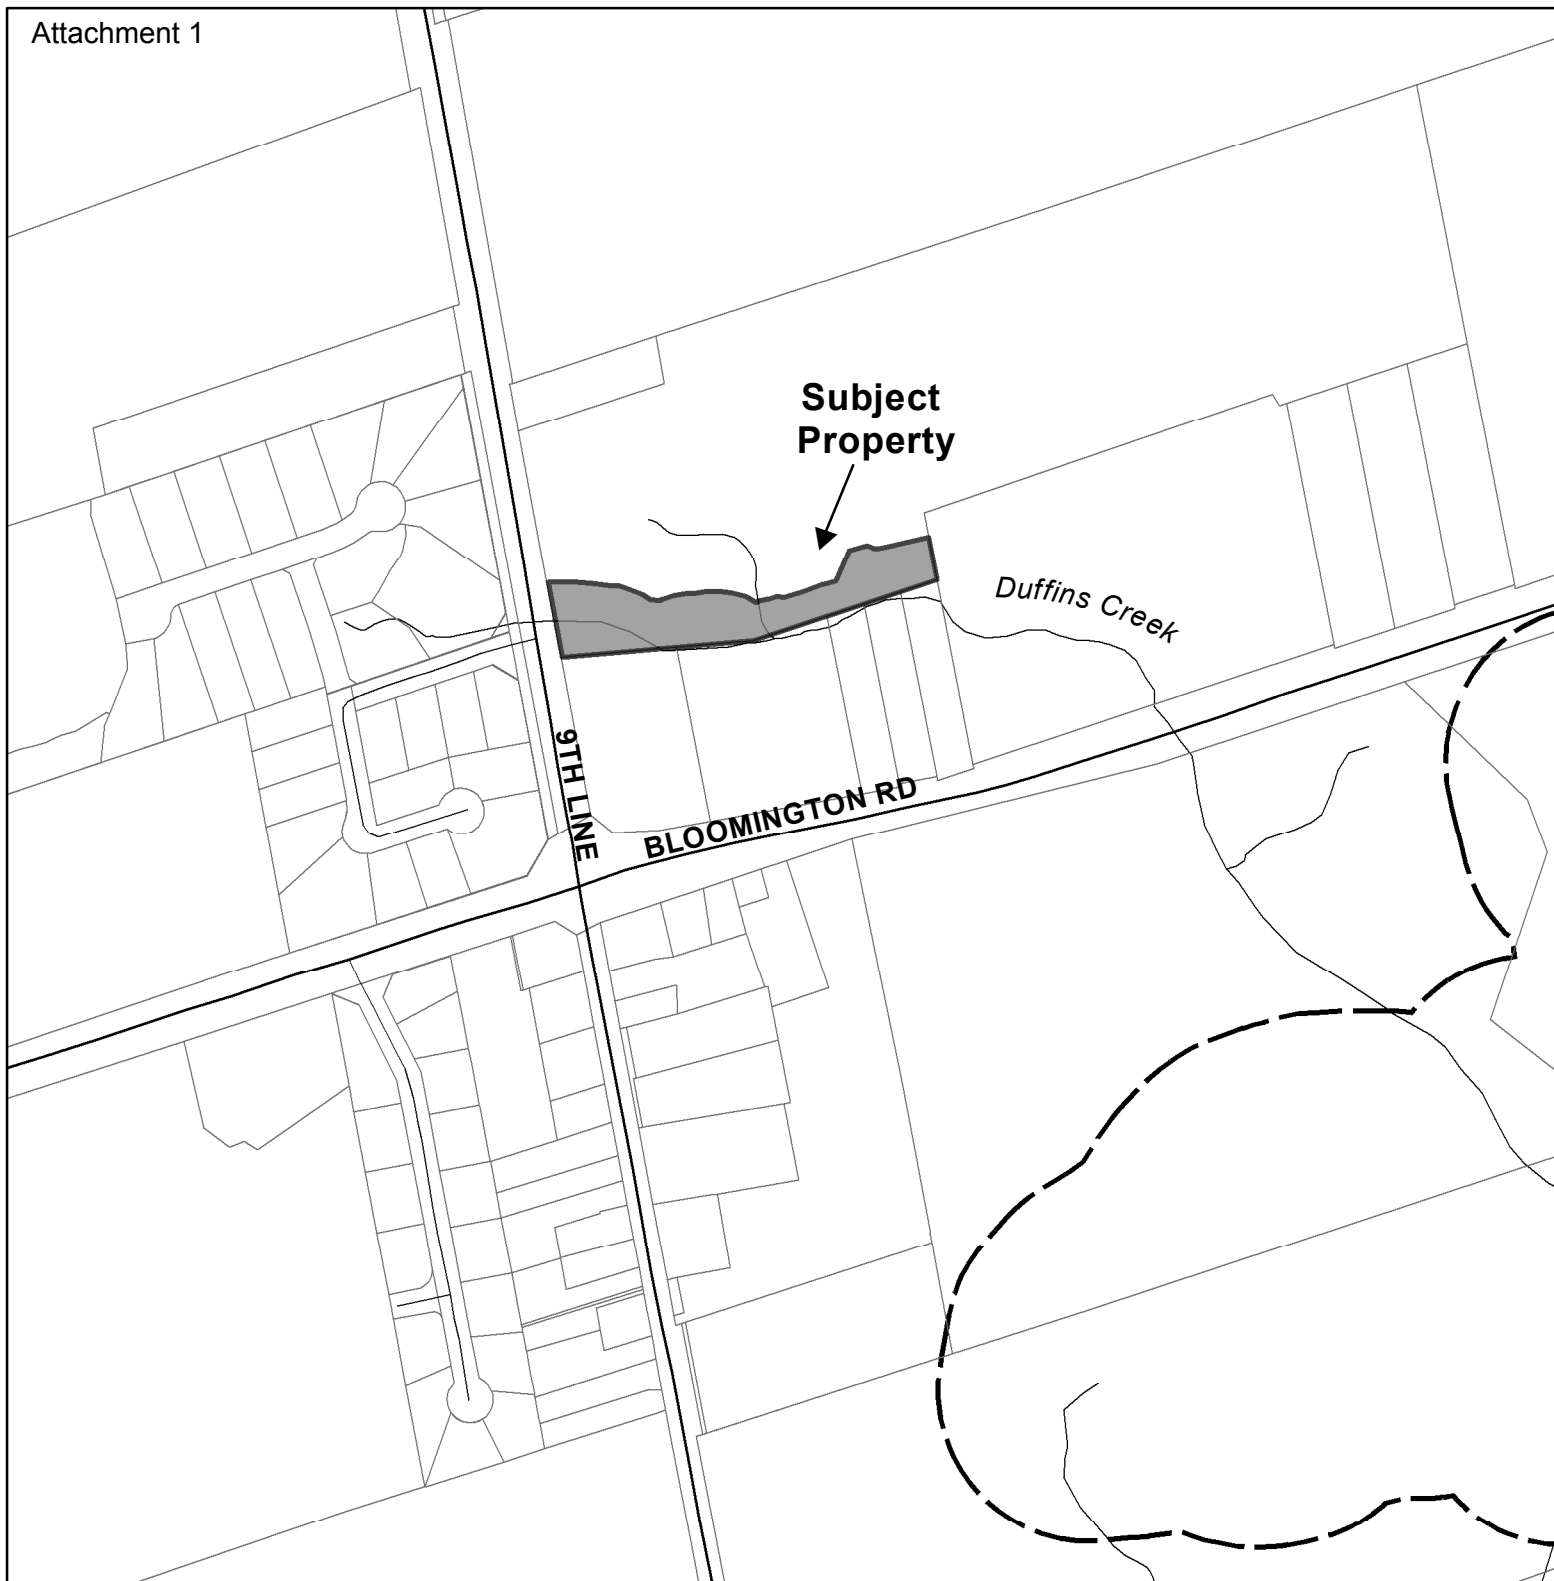 Attachment 1
Subject
Property
Duffins Creek
9TH LINE
BLOOMINGTON RD